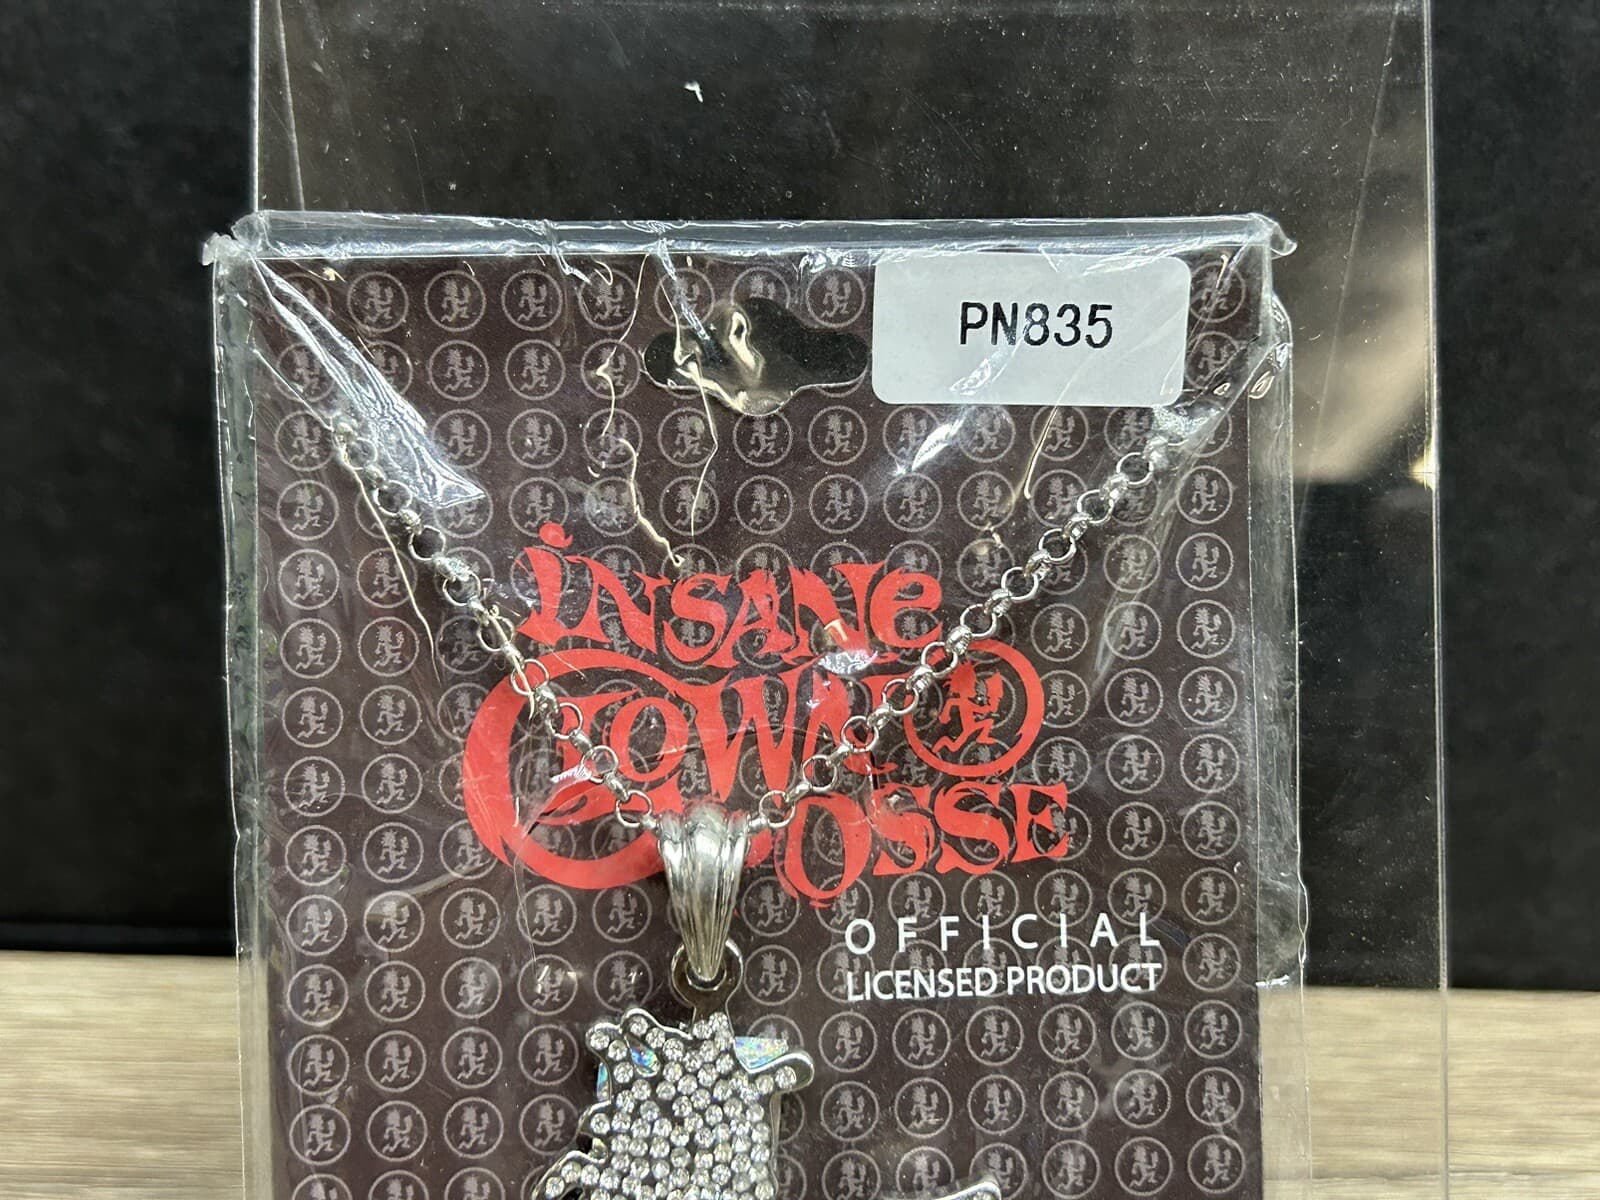 PN835
iNSANe
CLOWN
POSSE
OFFICIAL
LICENSED PRODUCT